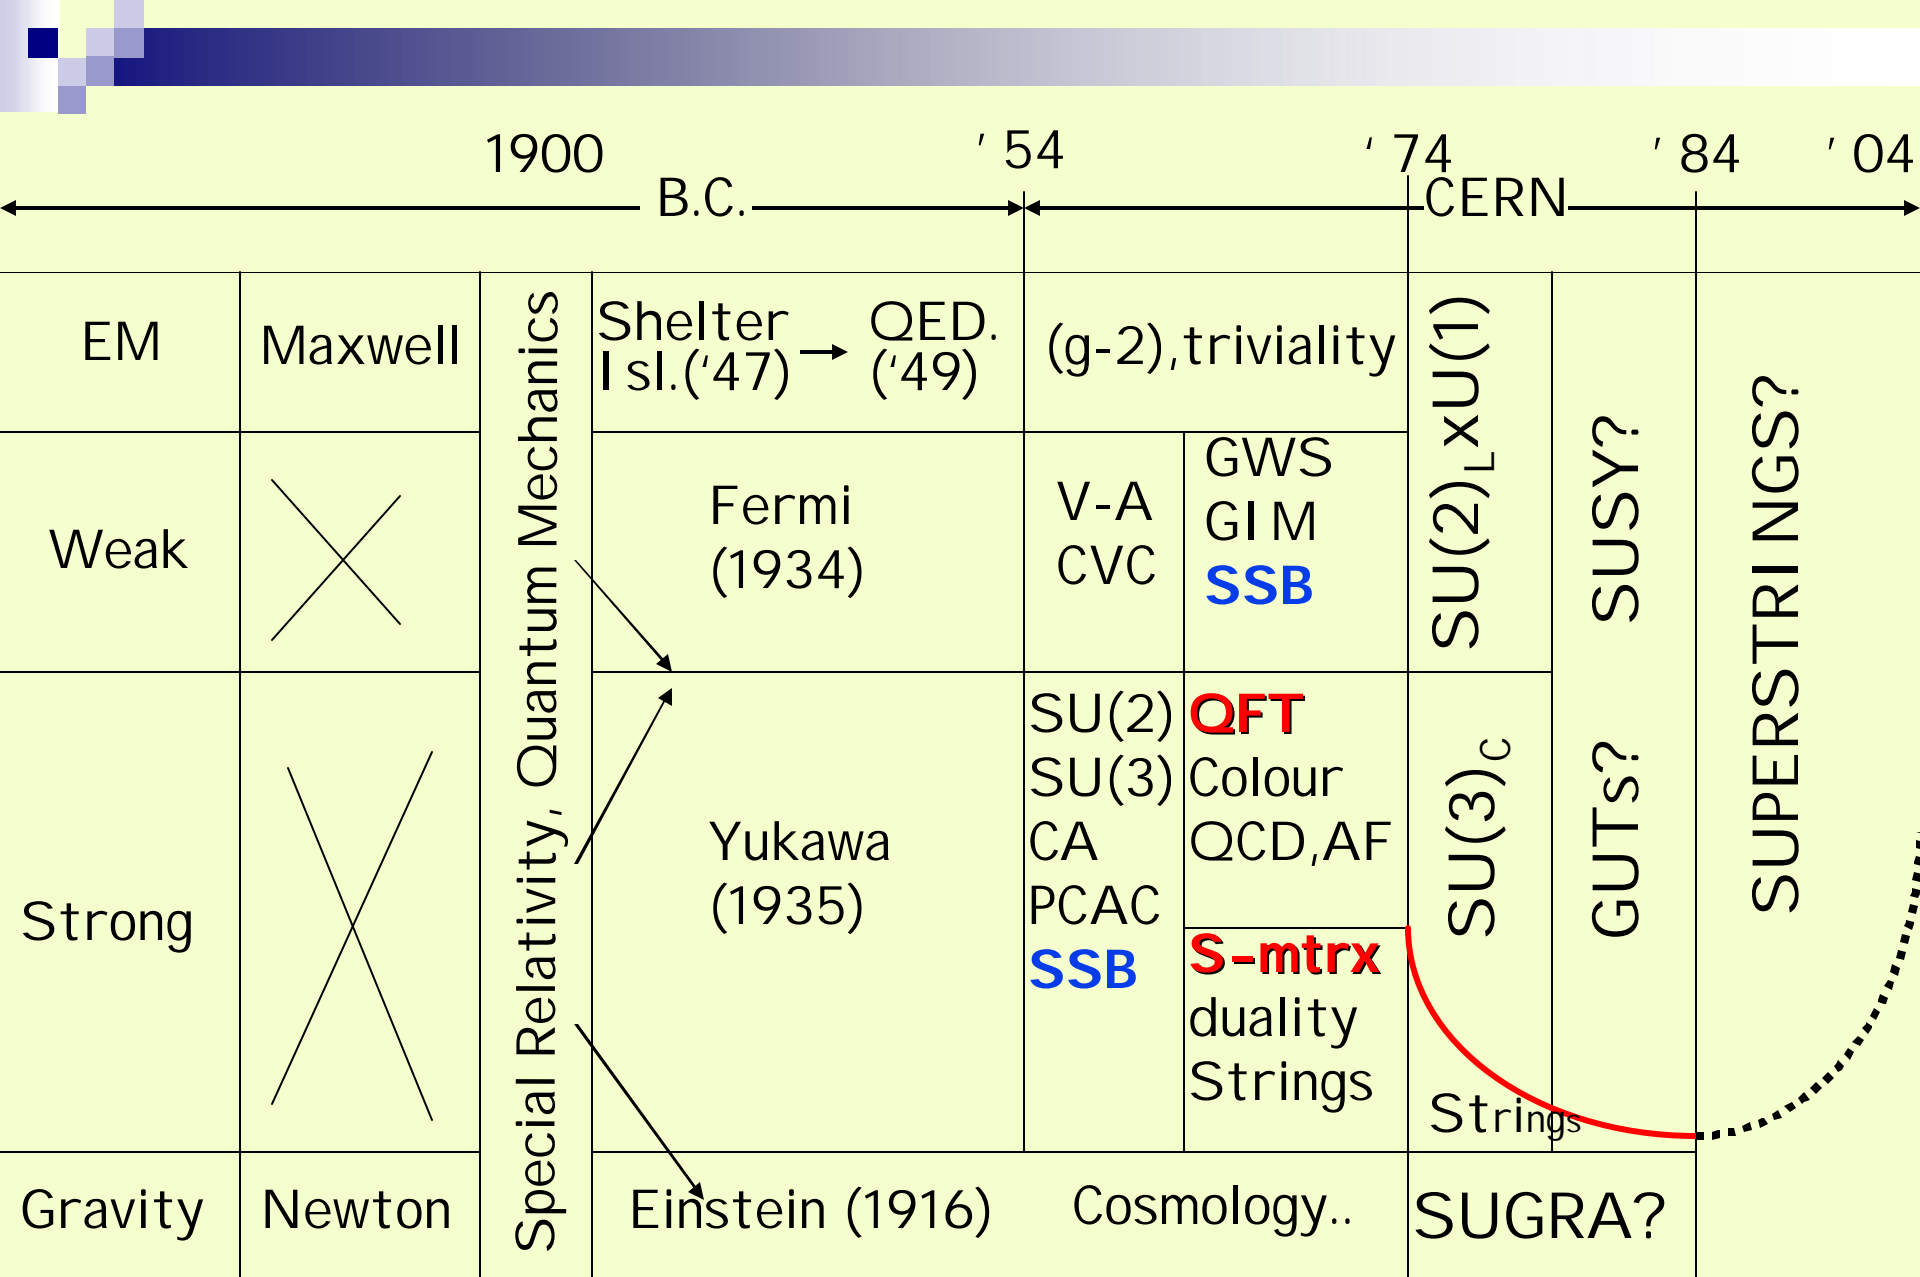 1900 '54 '74 '84 '04
B.C. CERN
EM
Maxwell
Special Relativity, Quantum Mechanics
Shelter
Isl.('47)
QED.
('49)
(g-2),triviality
SU(2)LxU(1)
SUSY?
SUPERSTRINGS?
Weak
Fermi
(1934)
V-A
CVC
GWS
GIM
SSB
Strong
Yukawa
(1935)
SU(2)
SU(3)
CA
PCAC
SSB
QFT
Colour
QCD,AF
S-mtrx
duality
Strings
SU(3)C
GUTs?
Strings
Gravity
Newton
Einstein (1916)
Cosmology..
SUGRA?